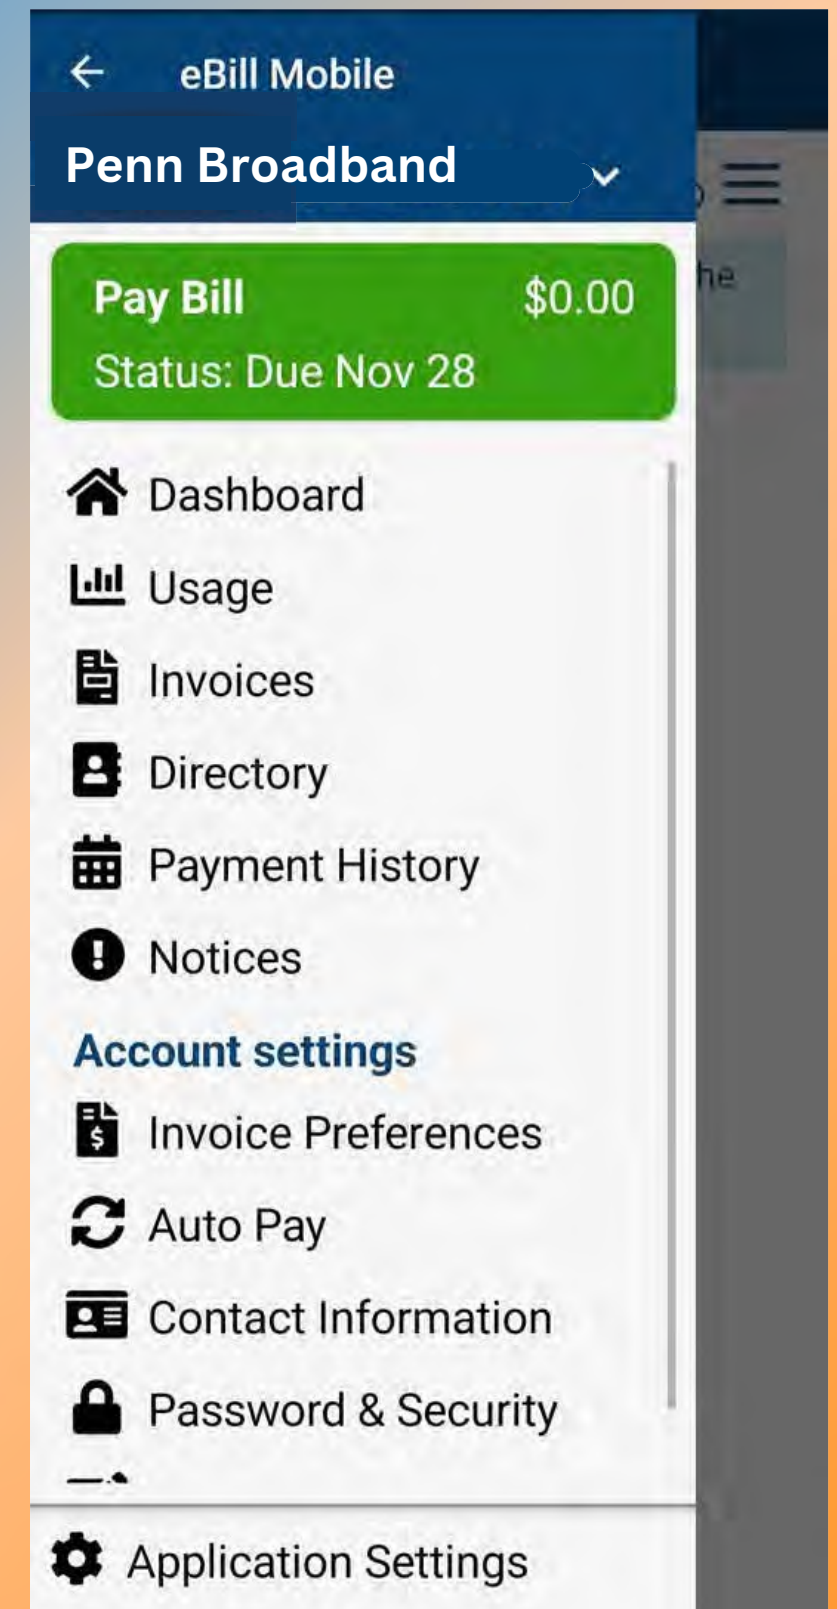 eBill Mobile
Penn Broadband
he
Pay Bill $0.00
Status: Due Nov 28
Dashboard
Usage
Invoices
Directory
Payment History
Notices
Account settings
Invoice Preferences
Auto Pay
Contact Information
Password & Security
Application Settings